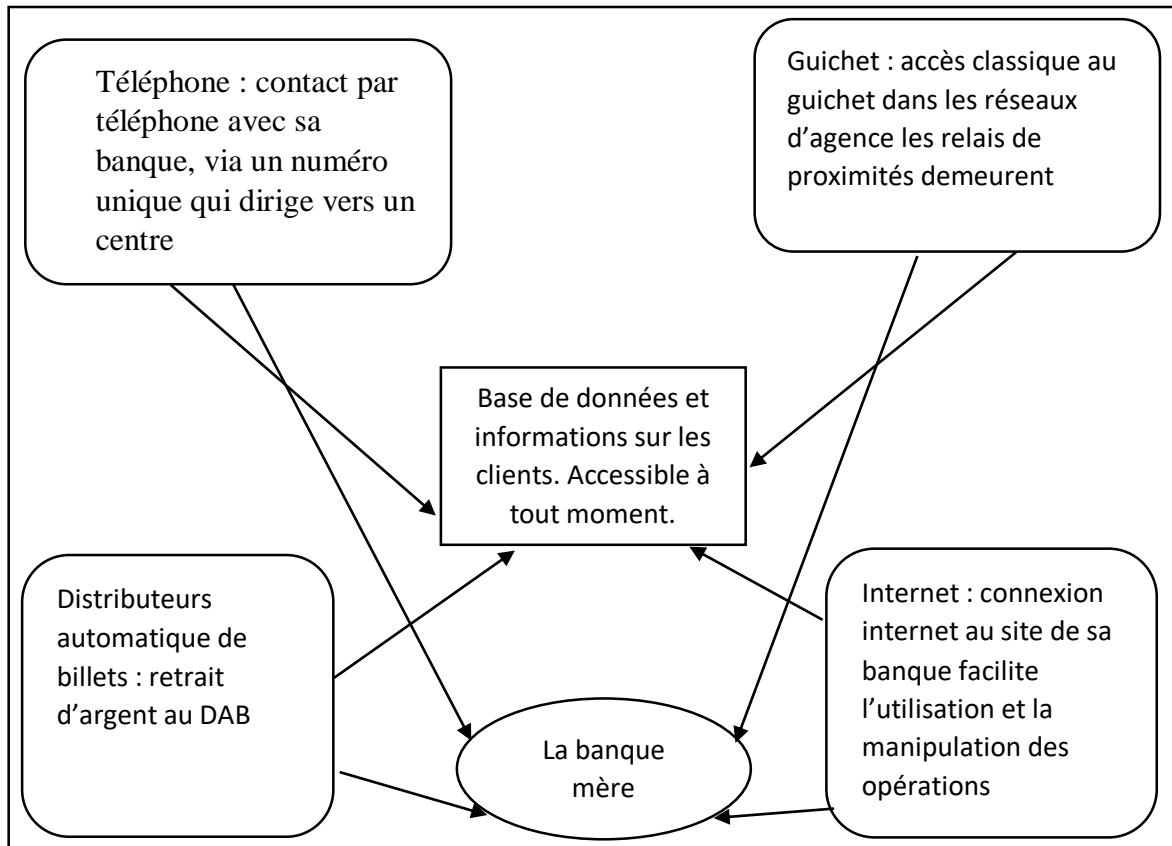 Téléphone : contact par
téléphone avec sa
banque, via un numéro
unique qui dirige vers un
centre
Guichet : accès classique au
guichet dans les réseaux
d’agence les relais de
proximités demeurent
Base de données et
informations sur les
clients. Accessible à
tout moment.
Distributeurs
automatique de
billets : retrait
d’argent au DAB
Internet : connexion
internet au site de sa
banque facilite
l’utilisation et la
manipulation des
opérations
La banque
mère